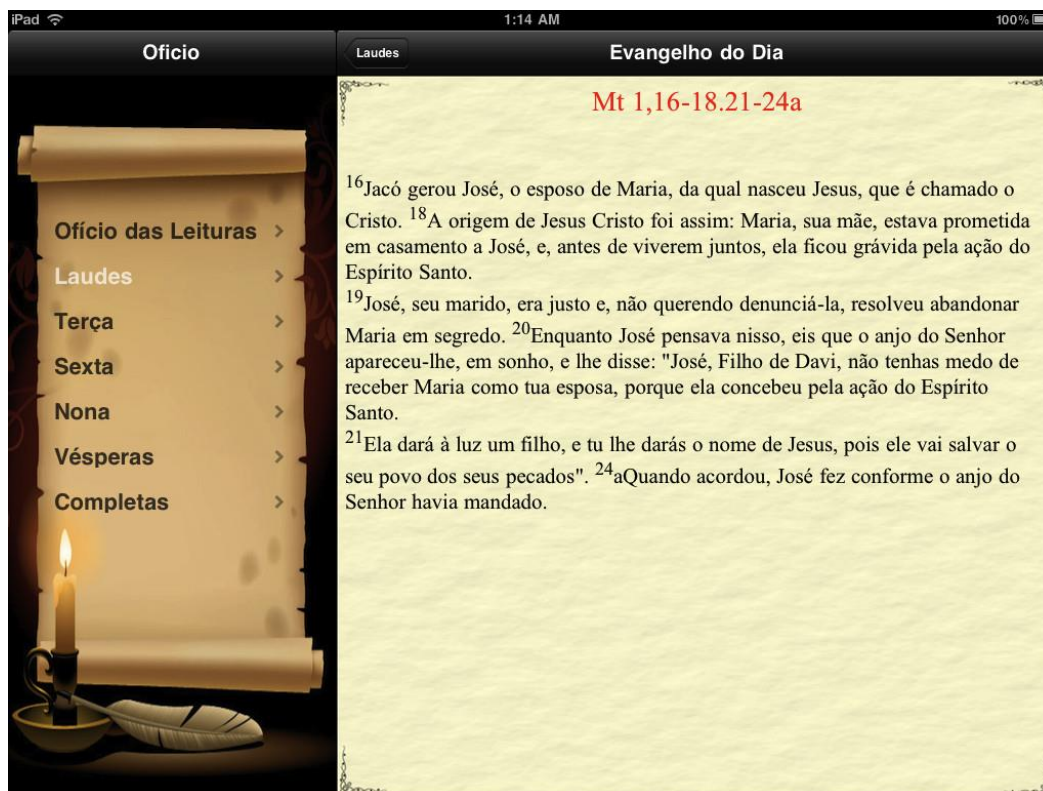 iPad
1:14 AM
100%
Oficio
Laudes
Evangelho do Dia
Ofício das Leituras
Laudes
Terça
Sexta
Nona
Vésperas
Completas
Mt 1,16-18.21-24a
16Jacó gerou José, o esposo de Maria, da qual nasceu Jesus, que é chamado o
Cristo. 18A origem de Jesus Cristo foi assim: Maria, sua mãe, estava prometida
em casamento a José, e, antes de viverem juntos, ela ficou grávida pela ação do
Espírito Santo.
19José, seu marido, era justo e, não querendo denunciá-la, resolveu abandonar
Maria em segredo. 20Enquanto José pensava nisso, eis que o anjo do Senhor
apareceu-lhe, em sonho, e lhe disse: "José, Filho de Davi, não tenhas medo de
receber Maria como tua esposa, porque ela concebeu pela ação do Espírito
Santo.
21Ela dará à luz um filho, e tu lhe darás o nome de Jesus, pois ele vai salvar o
seu povo dos seus pecados". 24aQuando acordou, José fez conforme o anjo do
Senhor havia mandado.